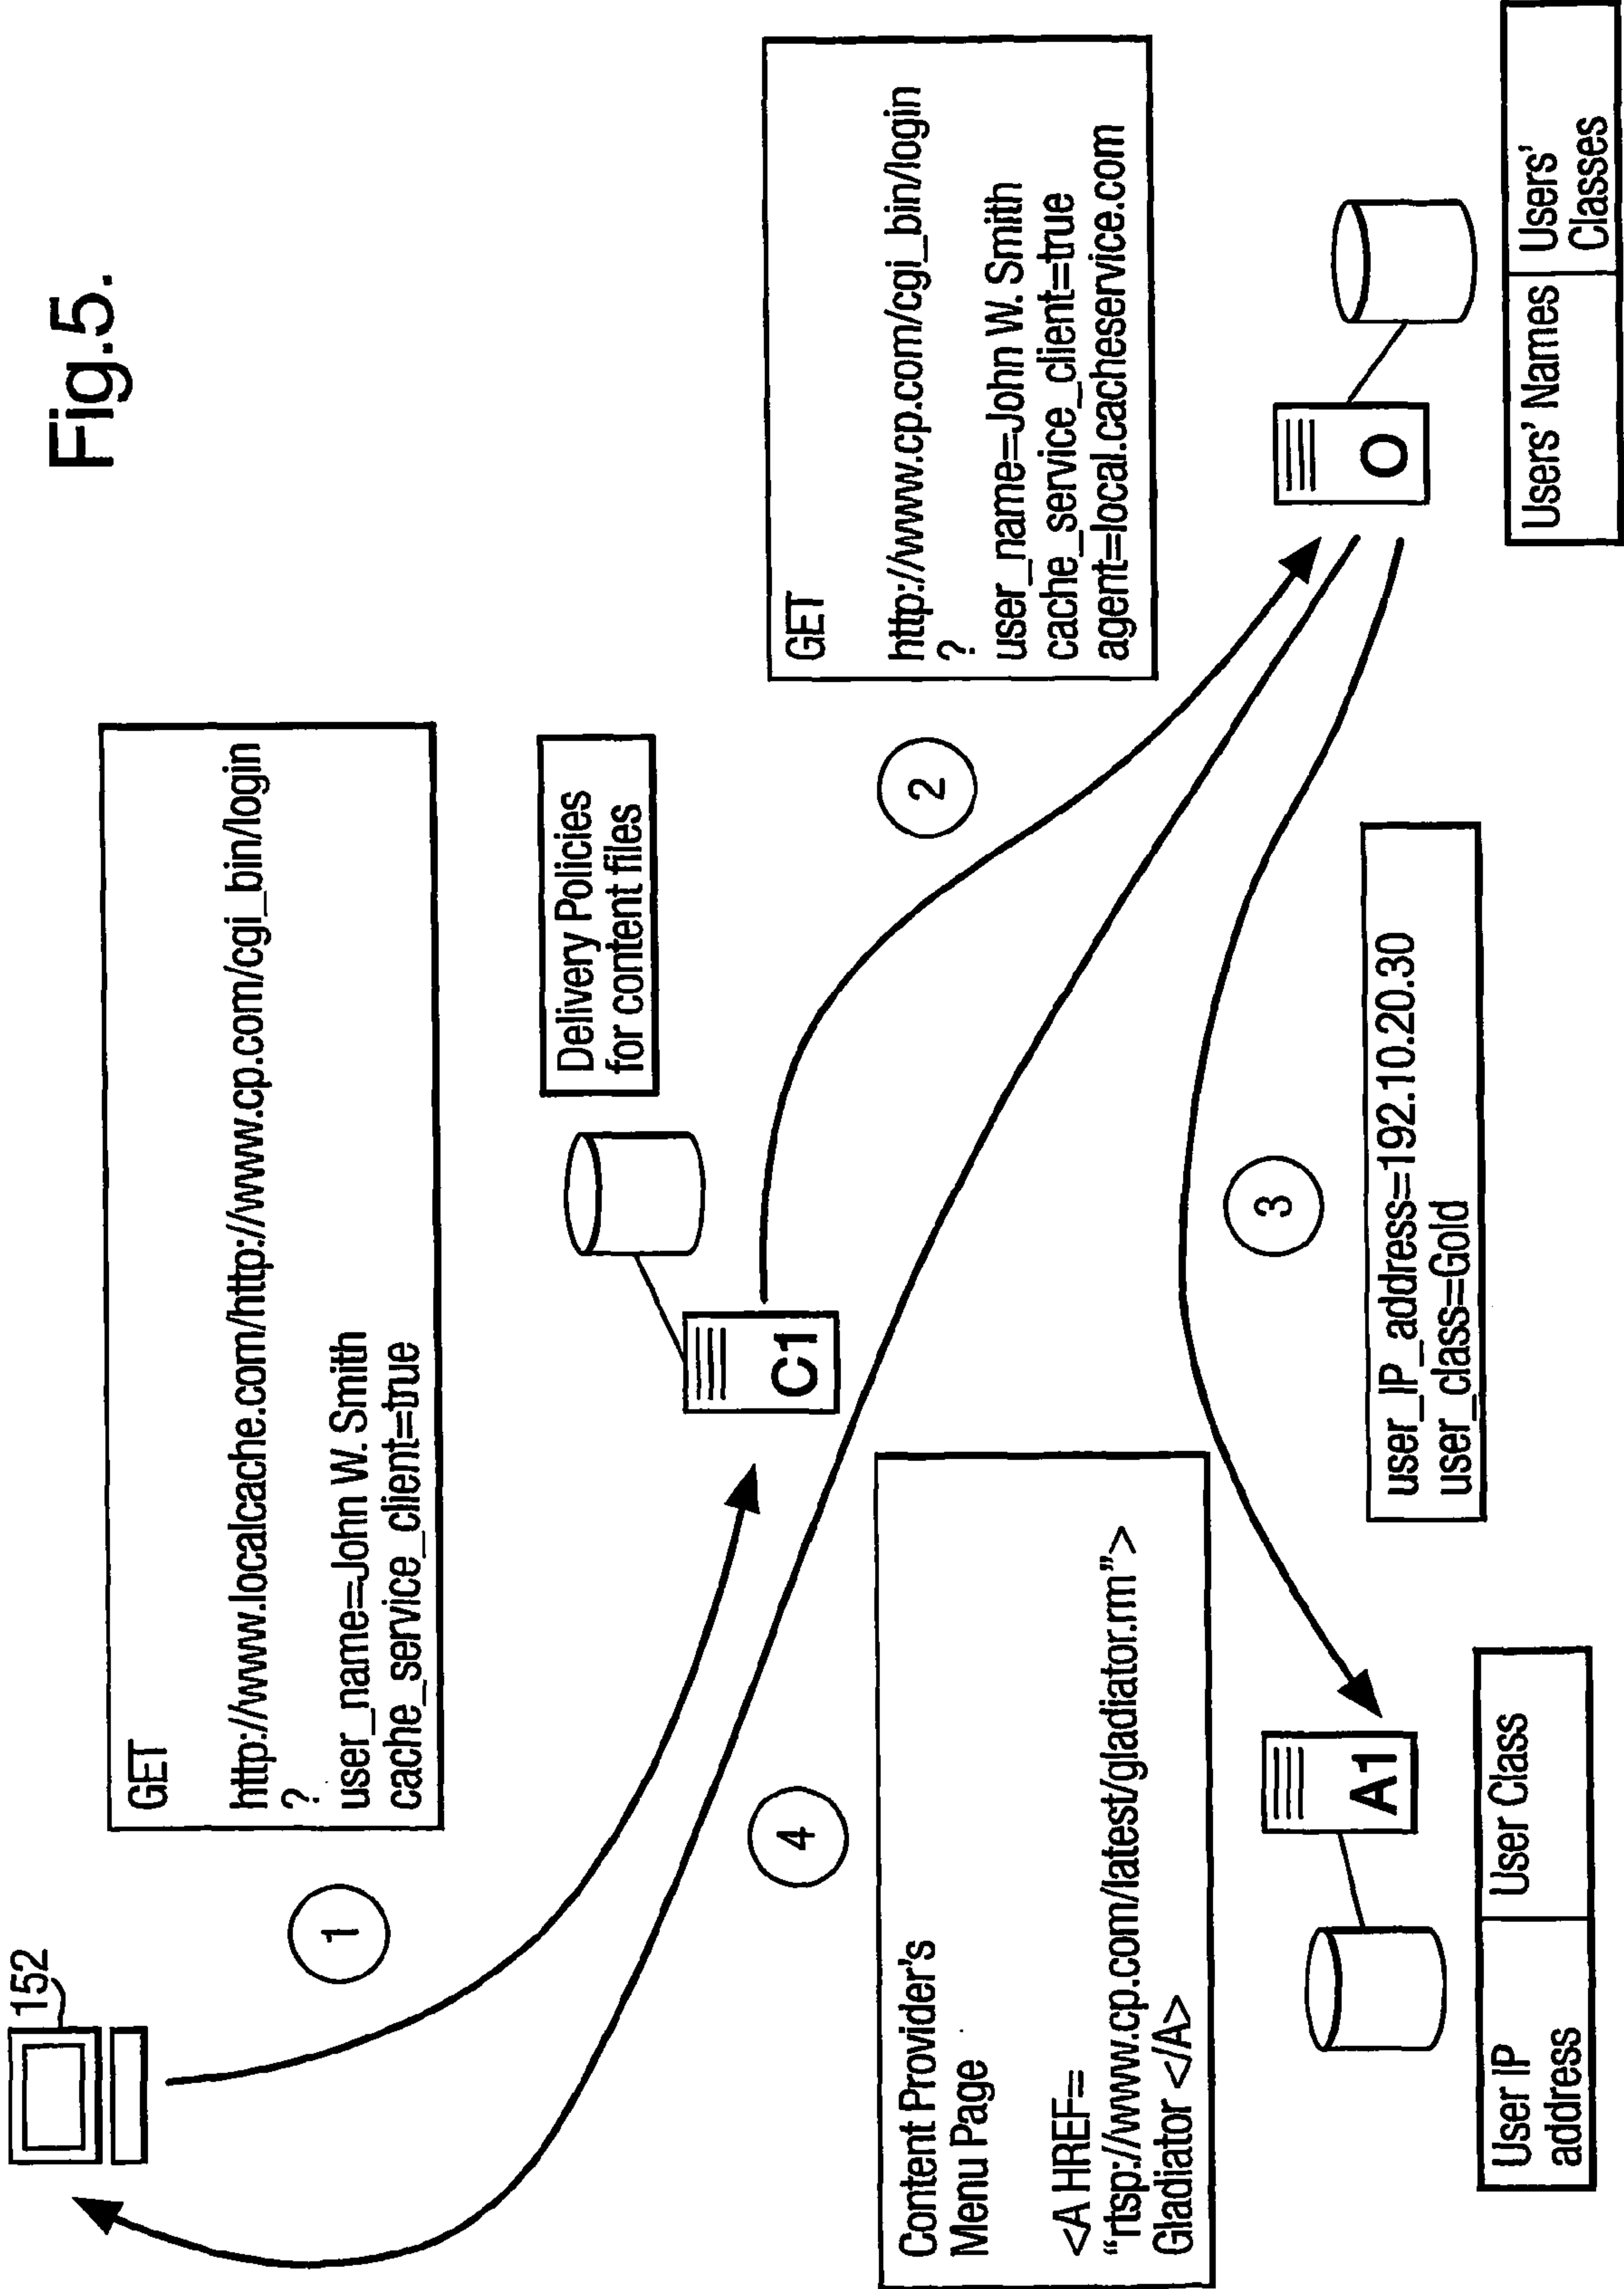 Fig.5.
152
1
GET
http://www.localcache.com/http://www.cp.com/cgi_bin/login
?
user_name=John W. Smith
cache_service_client=true
Delivery Policies
for content files
C1
2
GET
http://www.cp.com/cgi_bin/login
?
user_name=John W. Smith
cache_service_client=true
agent=local.cacheservice.com
O
Users' Names
Users'
Classes
4
Content Provider's
Menu Page
<A HREF=
“rtsp://www.cp.com/latest/gladiator.rm”>
Gladiator </A>
3
user_IP_address=192.10.20.30
user_class=Gold
A1
User IP
address
User Class